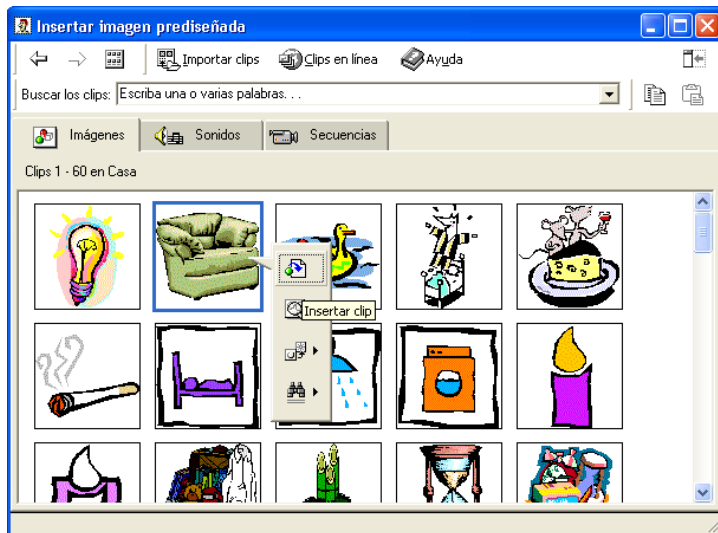 Insertar imagen prediseñada
Importar clips Clips en línea Ayuda
Buscar los clips: Escriba una o varias palabras. . .
Imágenes Sonidos Secuencias
Clips 1 - 60 en Casa
Insertar clip